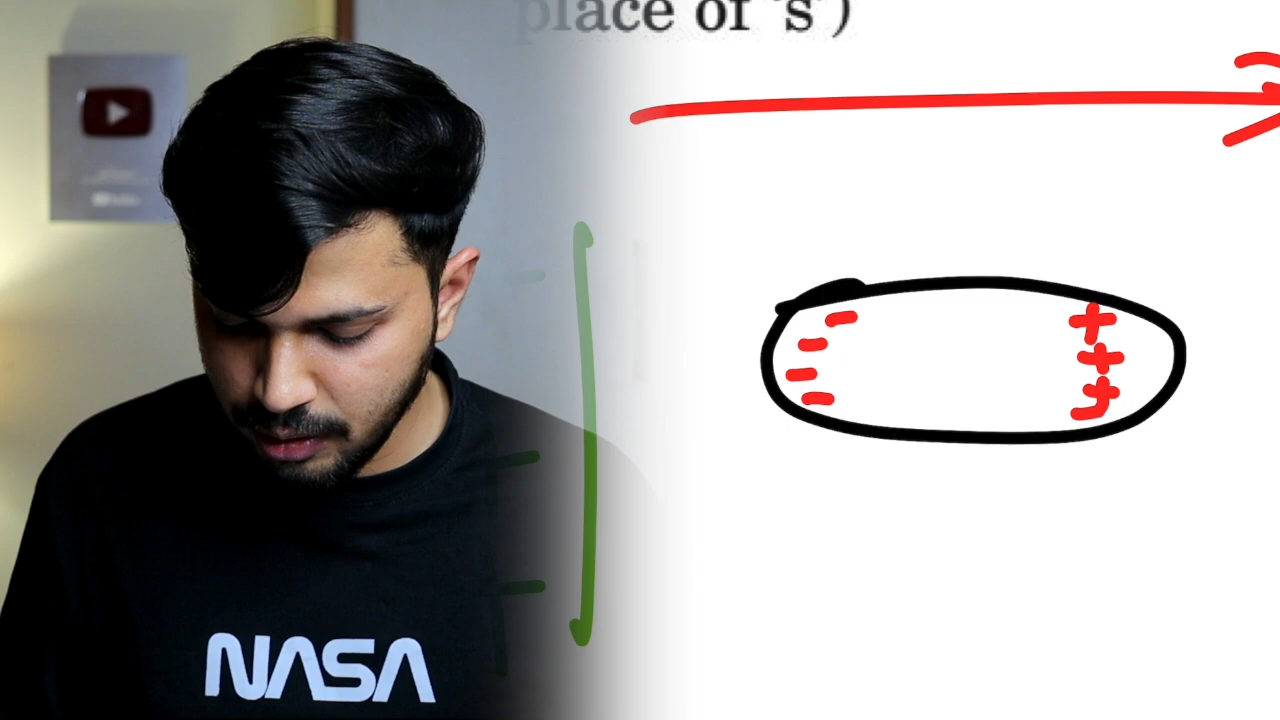 place of 's')
− +
− +
− +
−
NASA